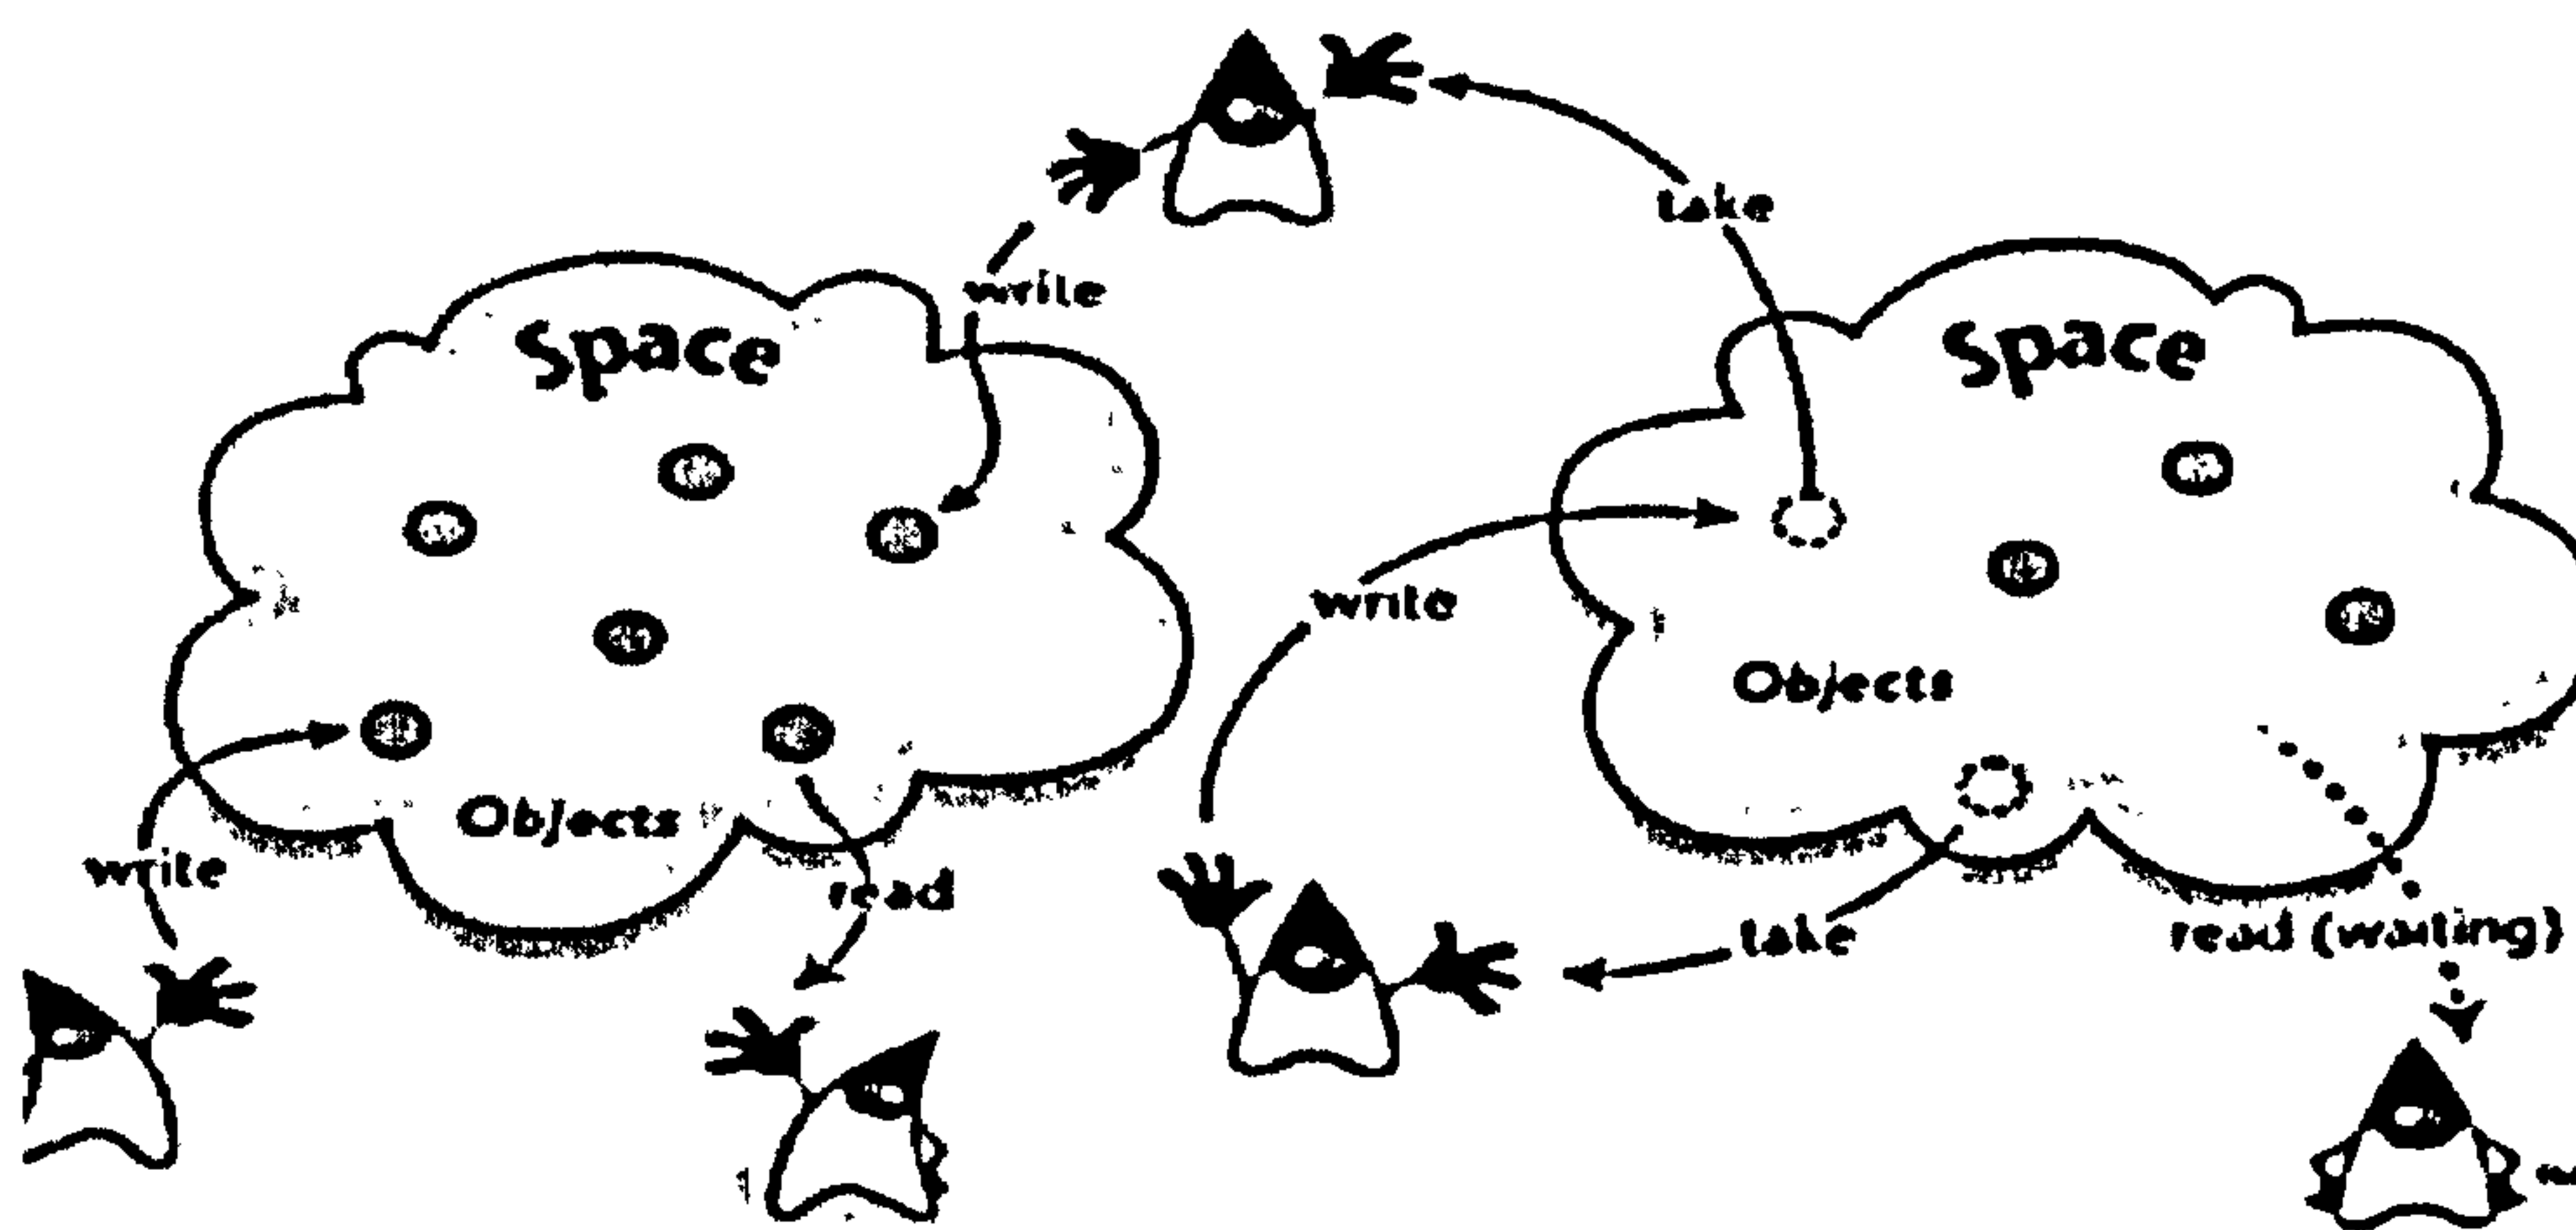 take
write
Space
Space
write
Objects
Objects
write
read
take
read (waiting)